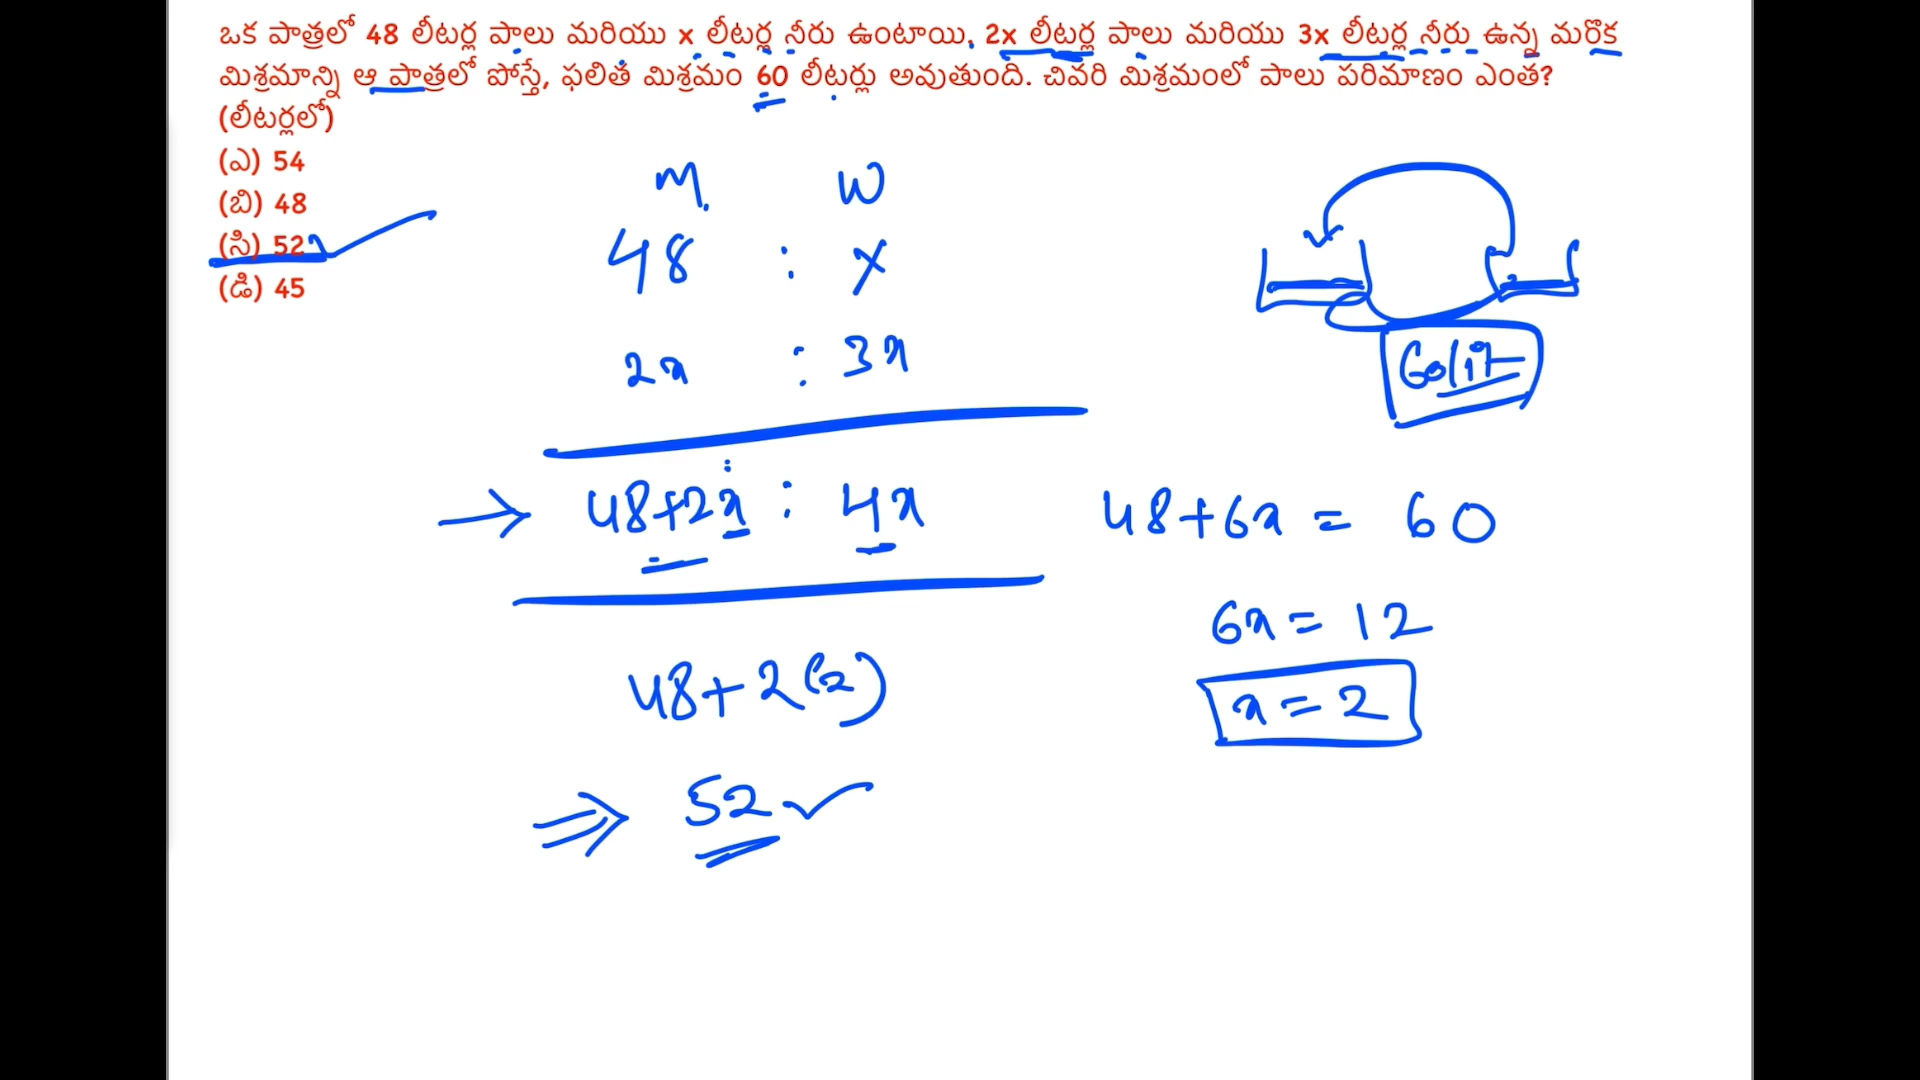 ఒక పాత్రలో 48 లీటర్ల పాలు మరియు x లీటర్ల నీరు ఉంటాయి, 2x లీటర్ల పాలు మరియు 3x లీటర్ల నీరు ఉన్న మరొక
మిశ్రమాన్ని ఆ పాత్రలో పోస్తే, ఫలిత మిశ్రమం 60 లీటర్లు అవుతుంది. చివరి మిశ్రమంలో పాలు పరిమాణం ఎంత?
(లీటర్లలో)
(ఎ) 54
(బి) 48
(సి) 52
(డి) 45
M. W
48 : x
2x : 3x
60lit
48+2x : 4x
48+6x = 60
6x = 12
48+2(2)
x = 2
52